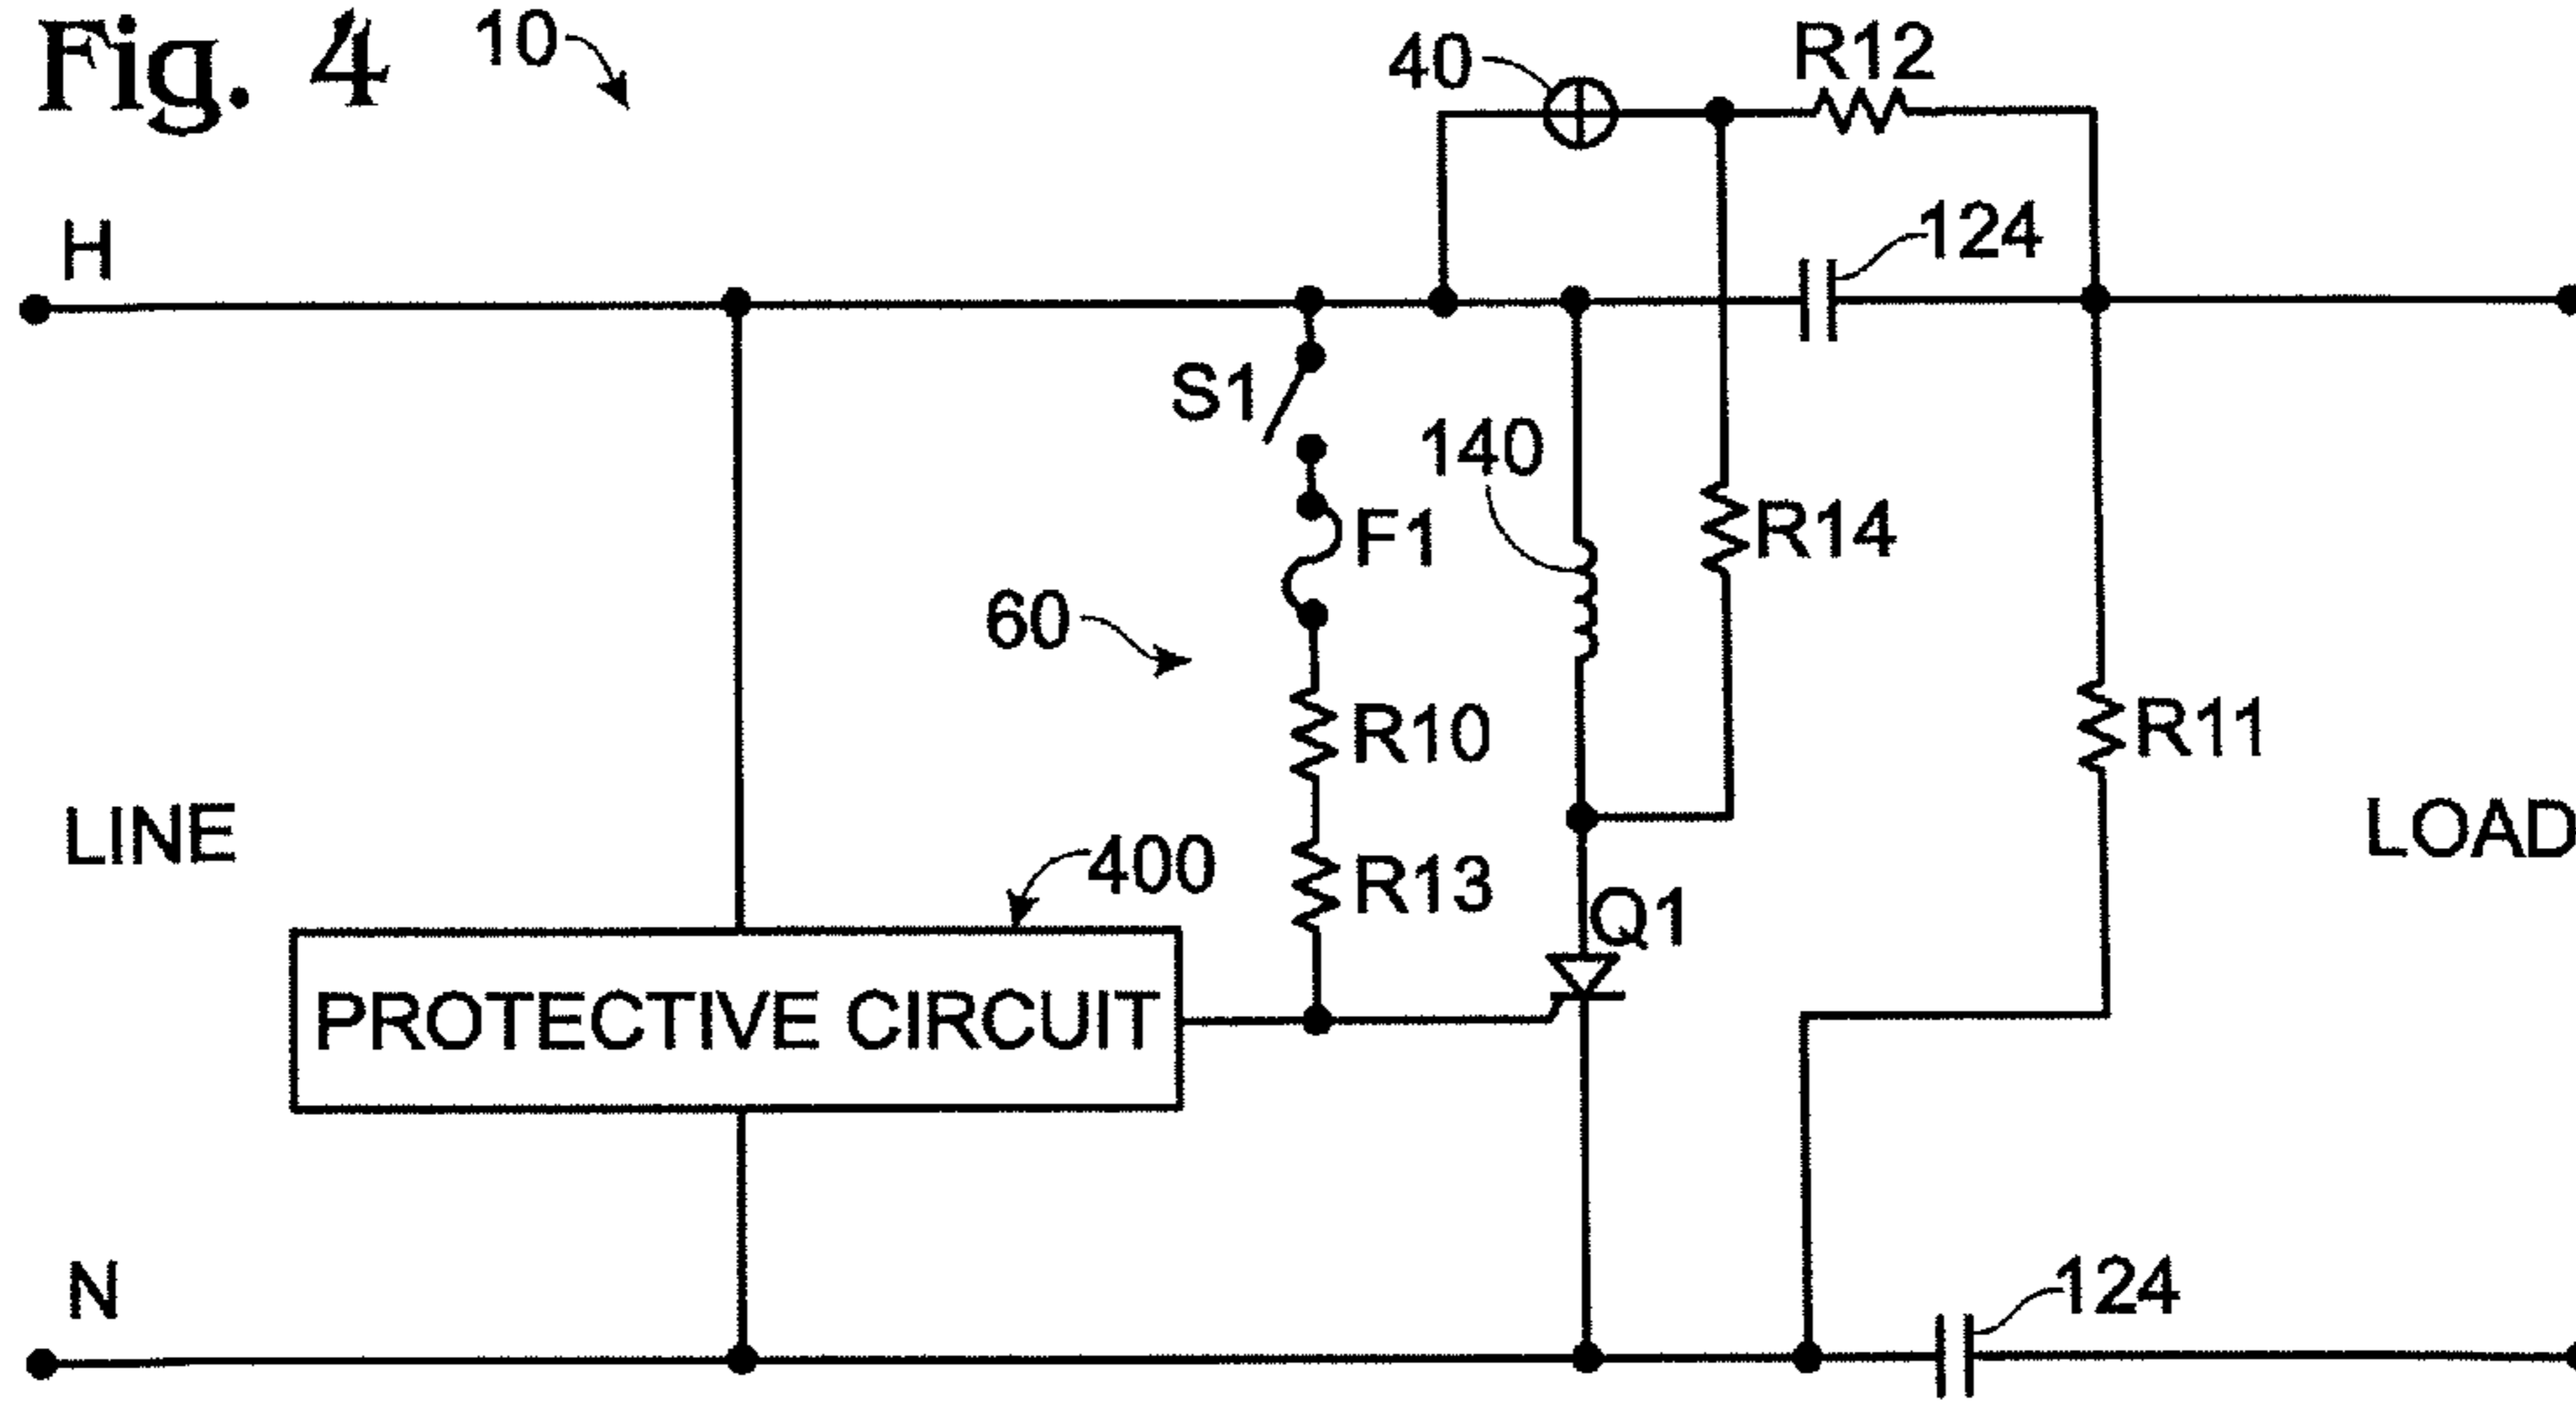 Fig. 4
10
40
R12
124
H
S1
140
F1
R14
60
R10
R11
LINE
LOAD
400
R13
Q1
PROTECTIVE CIRCUIT
N
124